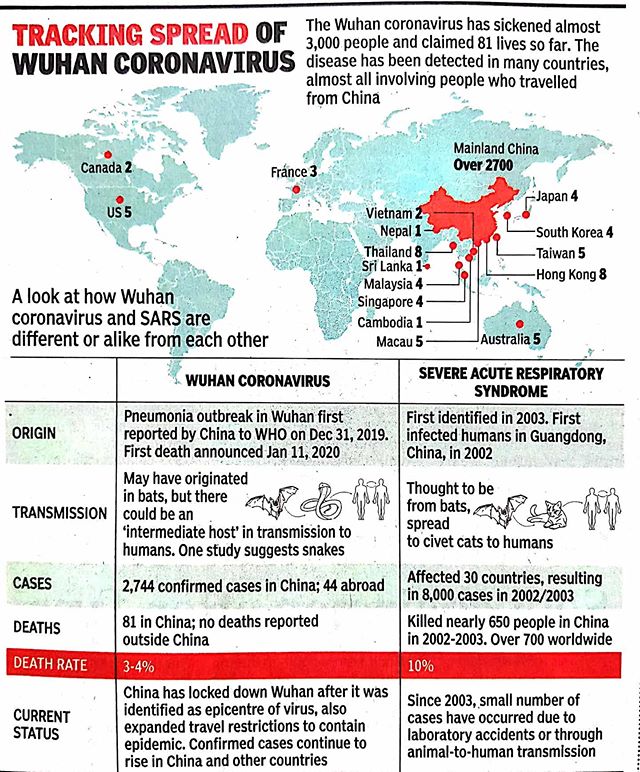 TRACKING SPREAD OF
WUHAN CORONAVIRUS
The Wuhan coronavirus has sickened almost
3,000 people and claimed 81 lives so far. The
disease has been detected in many countries,
almost all involving people who travelled
from China
Canada 2
US 5
France 3
Mainland China
Over 2700
Japan 4
South Korea 4
Taiwan 5
Hong Kong 8
Vietnam 2
Nepal 1
Thailand 8
Sri Lanka 1
Malaysia 4
Singapore 4
Cambodia 1
Macau 5
Australia 5
A look at how Wuhan
coronavirus and SARS are
different or alike from each other
WUHAN CORONAVIRUS
SEVERE ACUTE RESPIRATORY
SYNDROME
ORIGIN
Pneumonia outbreak in Wuhan first
reported by China to WHO on Dec 31, 2019.
First death announced Jan 11, 2020
First identified in 2003. First
infected humans in Guangdong,
China, in 2002
TRANSMISSION
May have originated
in bats, but there
could be an
‘intermediate host’ in transmission to
humans. One study suggests snakes
Thought to be
from bats,
spread
to civet cats to humans
CASES
2,744 confirmed cases in China; 44 abroad
Affected 30 countries, resulting
in 8,000 cases in 2002/2003
DEATHS
81 in China; no deaths reported
outside China
Killed nearly 650 people in China
in 2002-2003. Over 700 worldwide
DEATH RATE
3-4%
10%
CURRENT
STATUS
China has locked down Wuhan after it was
identified as epicentre of virus, also
expanded travel restrictions to contain
epidemic. Confirmed cases continue to
rise in China and other countries
Since 2003, small number of
cases have occurred due to
laboratory accidents or through
animal-to-human transmission